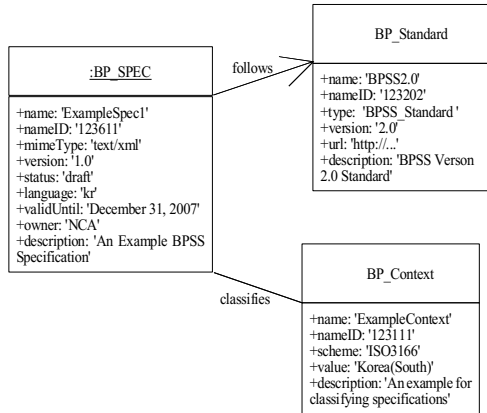 :BP_SPEC
+name: 'ExampleSpec1'
+nameID: '123611'
+mimeType: 'text/xml'
+version: '1.0'
+status: 'draft'
+language: 'kr'
+validUntil: 'December 31, 2007'
+owner: 'NCA'
+description: 'An Example BPSS
Specification'
follows
BP_Standard
+name: 'BPSS2.0'
+nameID: '123202'
+type: 'BPSS_Standard '
+version: '2.0'
+url: 'http://...'
+description: 'BPSS Verson
2.0 Standard'
classifies
BP_Context
+name: 'ExampleContext'
+nameID: '123111'
+scheme: 'ISO3166'
+value: 'Korea(South)'
+description: 'An example for
classifying specifications'